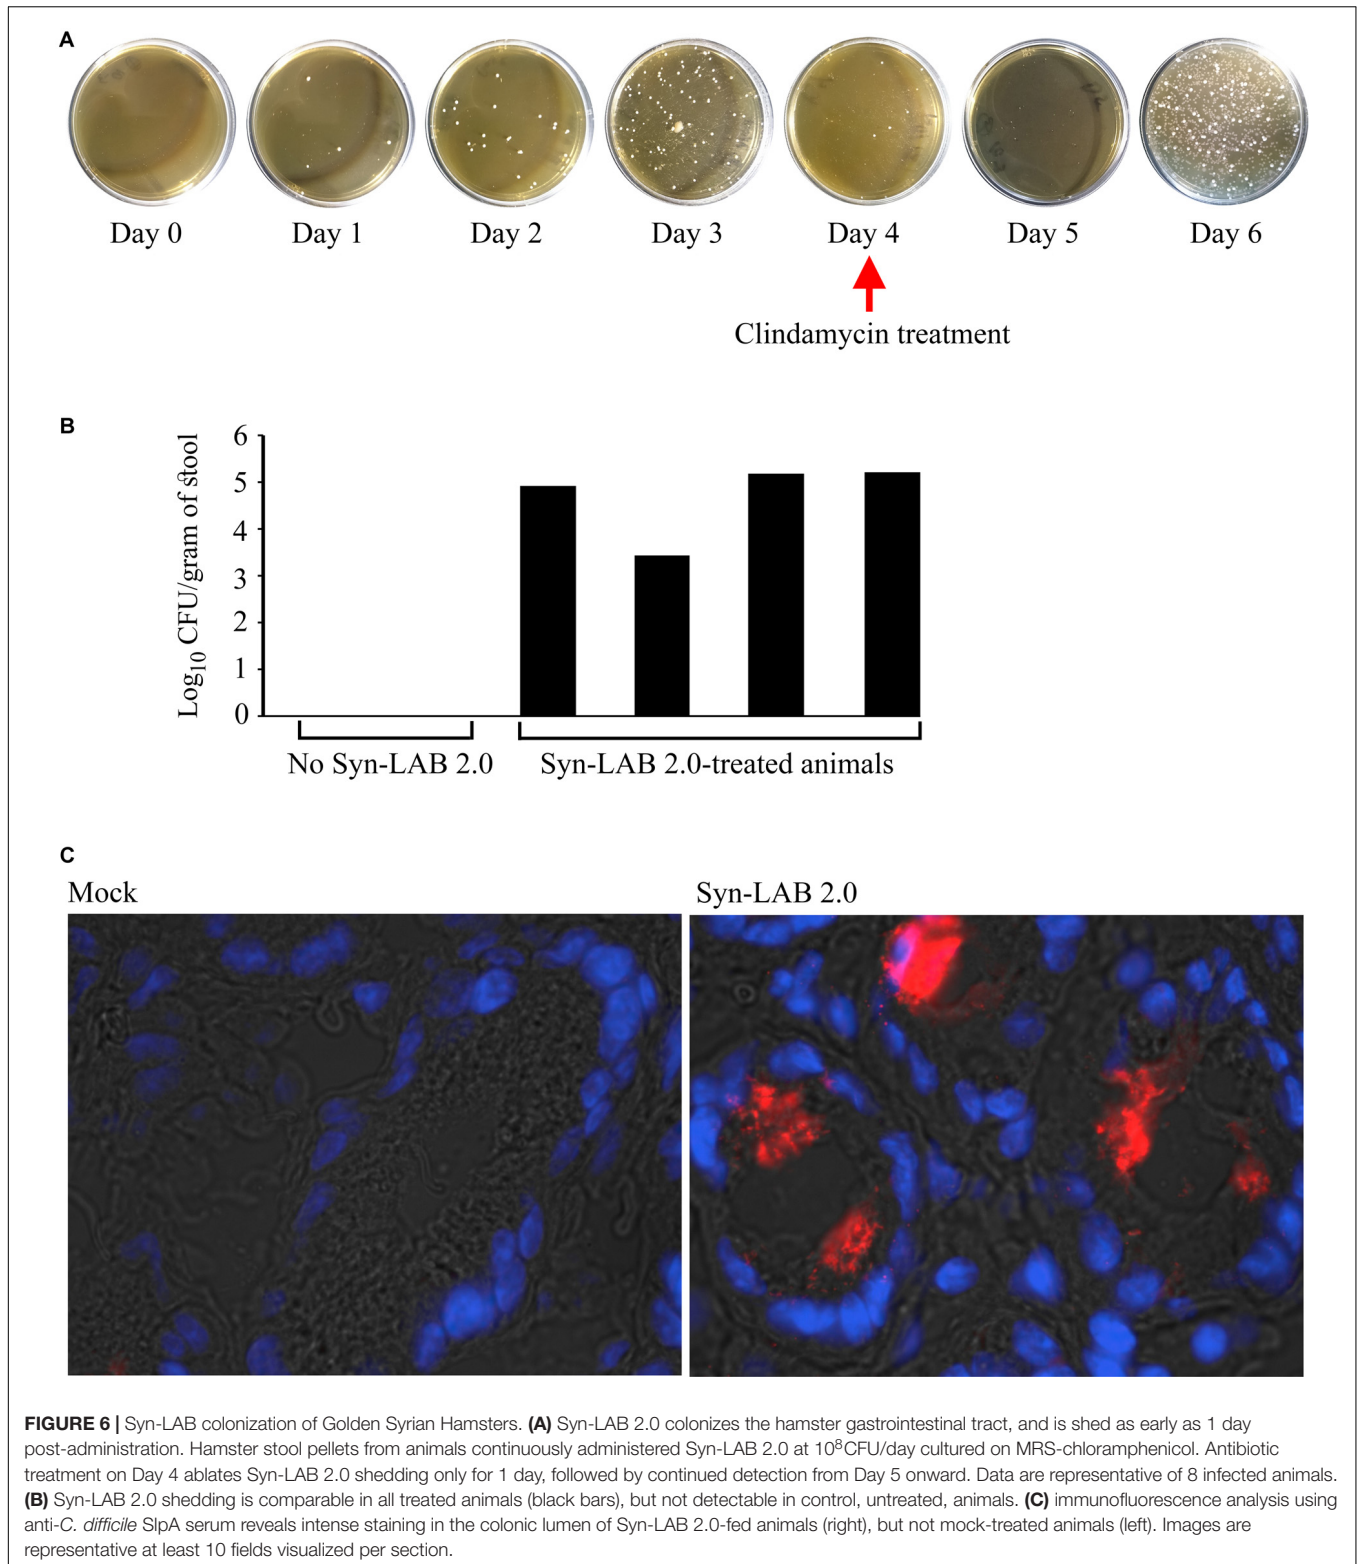 A
Day 0 Day 1 Day 2 Day 3 Day 4 Day 5 Day 6
Clindamycin treatment
B
Log10 CFU/gram of stool
6
5
4
3
2
1
0
No Syn-LAB 2.0 Syn-LAB 2.0-treated animals
C
Mock Syn-LAB 2.0
FIGURE 6 | Syn-LAB colonization of Golden Syrian Hamsters. (A) Syn-LAB 2.0 colonizes the hamster gastrointestinal tract, and is shed as early as 1 day
post-administration. Hamster stool pellets from animals continuously administered Syn-LAB 2.0 at 10⁸CFU/day cultured on MRS-chloramphenicol. Antibiotic
treatment on Day 4 ablates Syn-LAB 2.0 shedding only for 1 day, followed by continued detection from Day 5 onward. Data are representative of 8 infected animals.
(B) Syn-LAB 2.0 shedding is comparable in all treated animals (black bars), but not detectable in control, untreated, animals. (C) immunofluorescence analysis using
anti-C. difficile SlpA serum reveals intense staining in the colonic lumen of Syn-LAB 2.0-fed animals (right), but not mock-treated animals (left). Images are
representative at least 10 fields visualized per section.